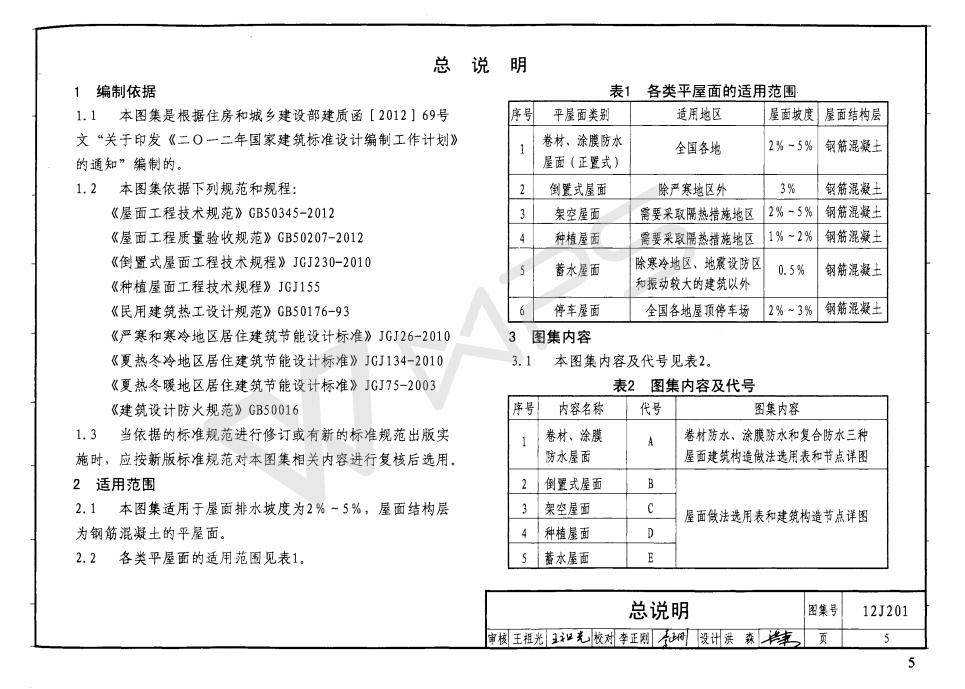 总 说 明
1 编制依据
1.1 本图集是根据住房和城乡建设部建质函[2012]69号
文“关于印发《二〇一二年国家建筑标准设计编制工作计划》
的通知”编制的。
1.2 本图集依据下列规范和规程:
《屋面工程技术规范》GB50345-2012
《屋面工程质量验收规范》GB50207-2012
《倒置式屋面工程技术规程》JGJ230-2010
《种植屋面工程技术规程》JGJ155
《民用建筑热工设计规范》GB50176-93
《严寒和寒冷地区居住建筑节能设计标准》JGJ26-2010
《夏热冬冷地区居住建筑节能设计标准》JGJ134-2010
《夏热冬暖地区居住建筑节能设计标准》JGJ75-2003
《建筑设计防火规范》GB50016
1.3 当依据的标准规范进行修订或有新的标准规范出版实
施时，应按新版标准规范对本图集相关内容进行复核后选用。
2 适用范围
2.1 本图集适用于屋面排水坡度为2%~5%，屋面结构层
为钢筋混凝土的平屋面。
2.2 各类平屋面的适用范围见表1。
表1 各类平屋面的适用范围
序号 平屋面类别 适用地区 屋面坡度 屋面结构层
1 卷材、涂膜防水 全国各地 2%~5% 钢筋混凝土
屋面(正置式)
2 倒置式屋面 除严寒地区外 3% 钢筋混凝土
3 架空屋面 需要采取隔热措施地区 2%~5% 钢筋混凝土
4 种植屋面 需要采取隔热措施地区 1%~2% 钢筋混凝土
5 蓄水屋面 除寒冷地区、地震设防区 0.5% 钢筋混凝土
和振动较大的建筑以外
6 停车屋面 全国各地屋顶停车场 2%~3% 钢筋混凝土
3 图集内容
3.1 本图集内容及代号见表2。
表2 图集内容及代号
序号 内容名称 代号 图集内容
1 卷材、涂膜 A 卷材防水、涂膜防水和复合防水三种
防水屋面 屋面建筑构造做法选用表和节点详图
2 倒置式屋面 B
3 架空屋面 C 屋面做法选用表和建筑构造节点详图
4 种植屋面 D
5 蓄水屋面 E
总说明 图集号 12J201
审核 王祖光 王祖光 校对 李正刚 李正刚 设计 洪 森 洪森 页 5
5